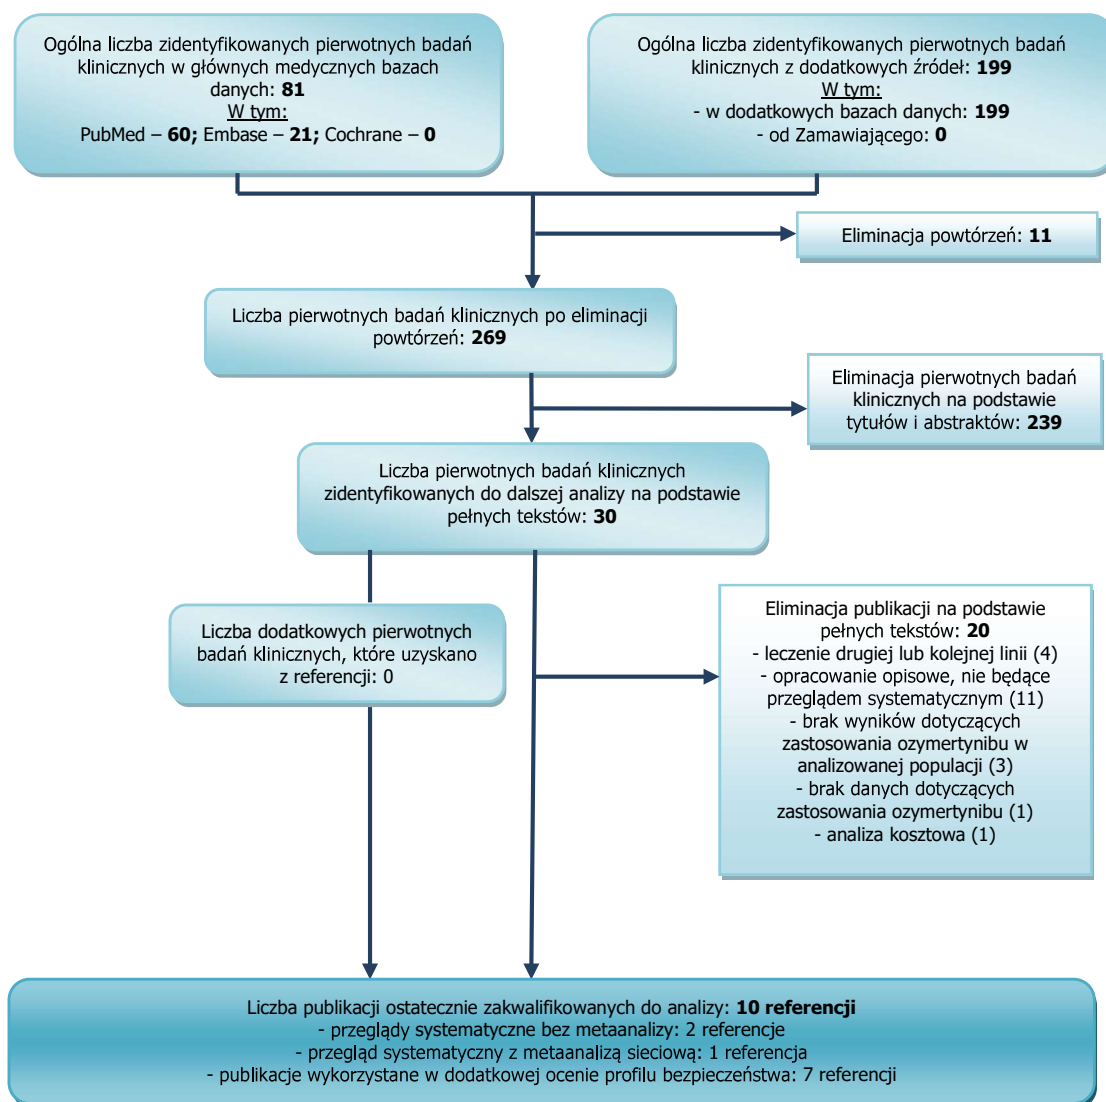 Ogólna liczba zidentyfikowanych pierwotnych badań
klinicznych w głównych medycznych bazach
danych: 81
W tym:
PubMed – 60; Embase – 21; Cochrane – 0
Ogólna liczba zidentyfikowanych pierwotnych badań
klinicznych z dodatkowych źródeł: 199
W tym:
- w dodatkowych bazach danych: 199
- od Zamawiającego: 0
Eliminacja powtórzeń: 11
Liczba pierwotnych badań klinicznych po eliminacji
powtórzeń: 269
Eliminacja pierwotnych badań
klinicznych na podstawie
tytułów i abstraktów: 239
Liczba pierwotnych badań klinicznych
zidentyfikowanych do dalszej analizy na podstawie
pełnych tekstów: 30
Liczba dodatkowych pierwotnych
badań klinicznych, które uzyskano
z referencji: 0
Eliminacja publikacji na podstawie
pełnych tekstów: 20
- leczenie drugiej lub kolejnej linii (4)
- opracowanie opisowe, nie będące
przeglądem systematycznym (11)
- brak wyników dotyczących
zastosowania ozymertynibu w
analizowanej populacji (3)
- brak danych dotyczących
zastosowania ozymertynibu (1)
- analiza kosztowa (1)
Liczba publikacji ostatecznie zakwalifikowanych do analizy: 10 referencji
- przeglądy systematyczne bez metaanalizy: 2 referencje
- przegląd systematyczny z metaanalizą sieciową: 1 referencja
- publikacje wykorzystane w dodatkowej ocenie profilu bezpieczeństwa: 7 referencji